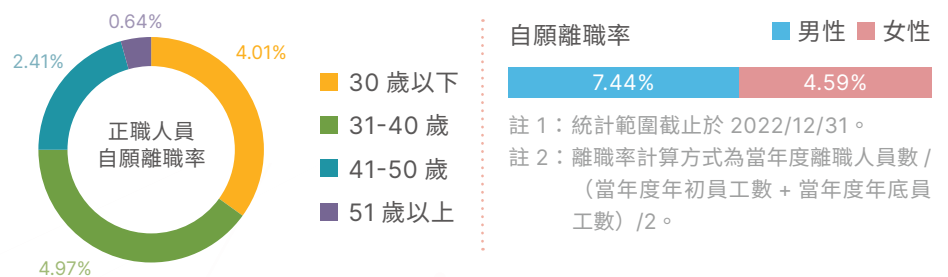 0.64%
4.01%
2.41%
4.97%
正職人員
自願離職率
30 歲以下
31-40 歲
41-50 歲
51 歲以上
自願離職率
男性
女性
7.44%
4.59%
註 1：統計範圍截止於 2022/12/31。
註 2：離職率計算方式為當年度離職人員數 /
（當年度年初員工數 + 當年度年底員
工數）/2。